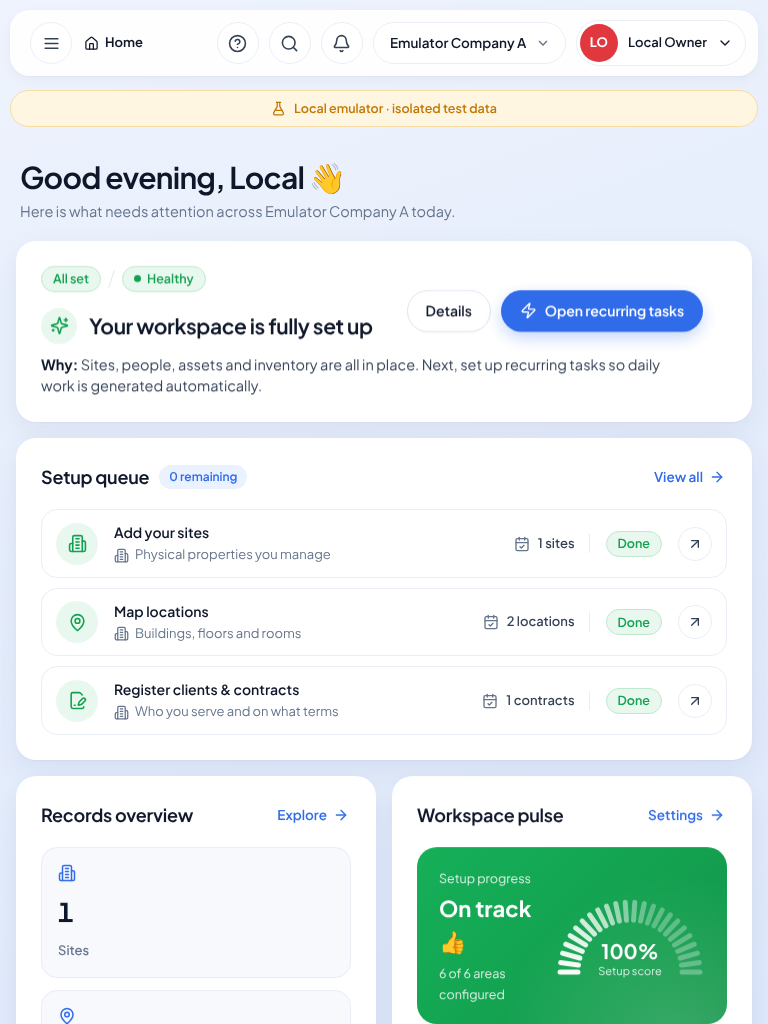 Home
Emulator Company A
LO
Local Owner
Local emulator · isolated test data
Good evening, Local 👋
Here is what needs attention across Emulator Company A today.
All set / Healthy
Your workspace is fully set up
Details
Open recurring tasks
Why: Sites, people, assets and inventory are all in place. Next, set up recurring tasks so daily
work is generated automatically.
Setup queue
0 remaining
View all
Add your sites
Physical properties you manage
1 sites
Done
Map locations
Buildings, floors and rooms
2 locations
Done
Register clients & contracts
Who you serve and on what terms
1 contracts
Done
Records overview
Explore
1
Sites
Workspace pulse
Settings
Setup progress
On track
👍
6 of 6 areas
configured
100%
Setup score